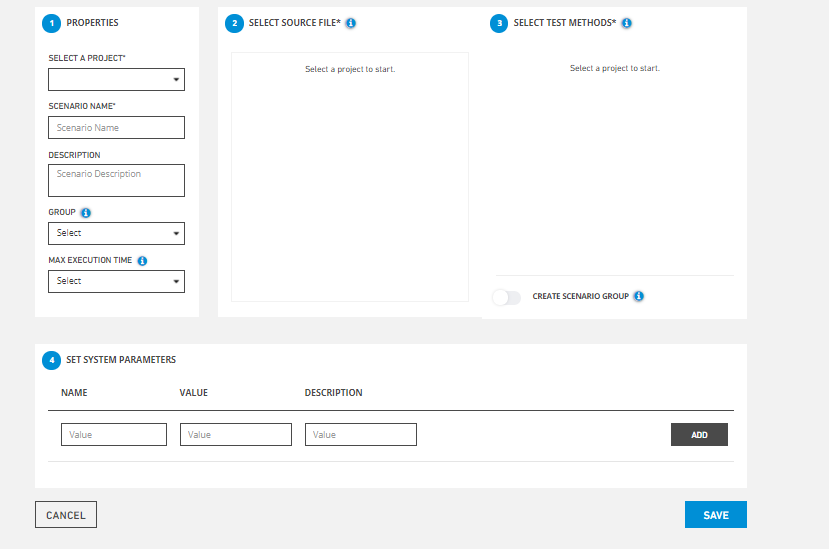 1 PROPERTIES
SELECT A PROJECT*
SCENARIO NAME*
Scenario Name
DESCRIPTION
Scenario Description
GROUP i
Select
MAX EXECUTION TIME i
Select
2 SELECT SOURCE FILE* i
Select a project to start.
3 SELECT TEST METHODS* i
Select a project to start.
CREATE SCENARIO GROUP i
4 SET SYSTEM PARAMETERS
NAME VALUE DESCRIPTION
Value Value Value ADD
CANCEL SAVE